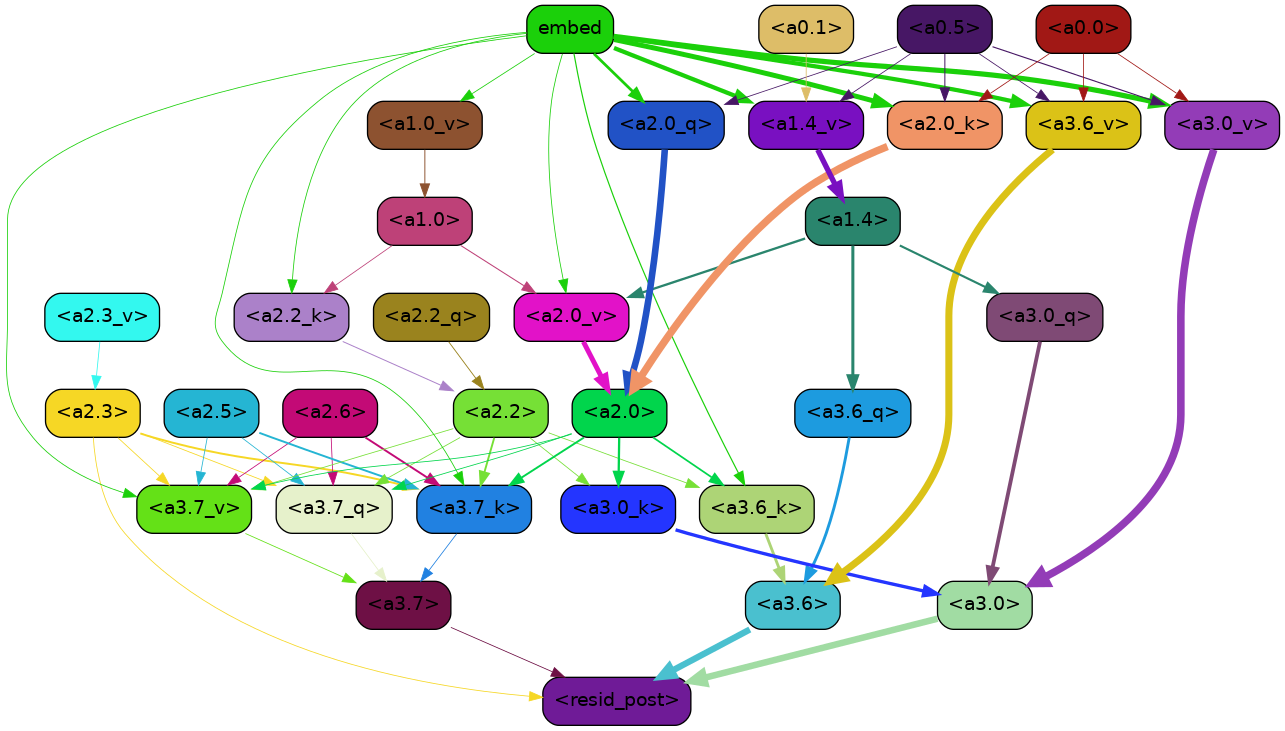 embed
<a0.1>
<a0.5>
<a0.0>
<a1.0_v>
<a2.0_q>
<a1.4_v>
<a2.0_k>
<a3.6_v>
<a3.0_v>
<a1.0>
<a1.4>
<a2.3_v>
<a2.2_k>
<a2.2_q>
<a2.0_v>
<a3.0_q>
<a2.3>
<a2.5>
<a2.6>
<a2.2>
<a2.0>
<a3.6_q>
<a3.7_v>
<a3.7_q>
<a3.7_k>
<a3.0_k>
<a3.6_k>
<a3.7>
<a3.6>
<a3.0>
<resid_post>